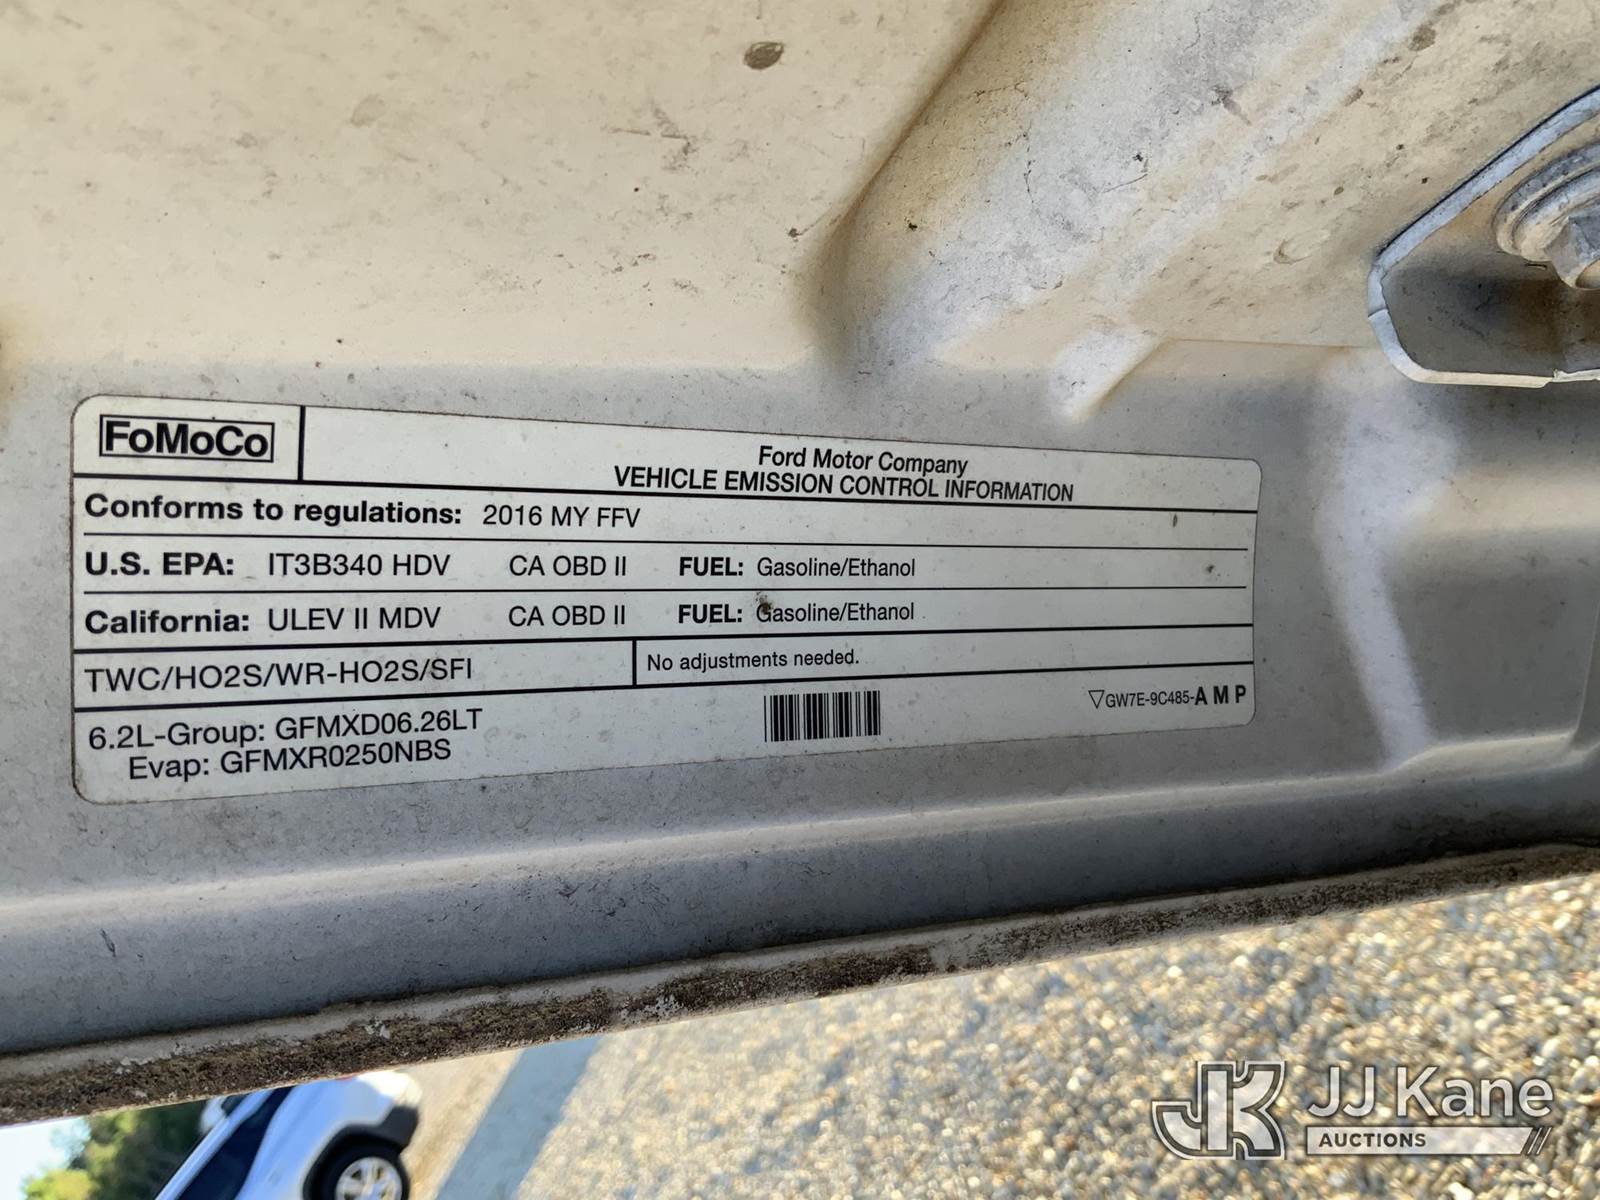 FoMoCo
Ford Motor Company
VEHICLE EMISSION CONTROL INFORMATION
Conforms to regulations: 2016 MY FFV
U.S. EPA: IT3B340 HDV CA OBD II FUEL: Gasoline/Ethanol
California: ULEV II MDV CA OBD II FUEL: Gasoline/Ethanol
TWC/HO2S/WR-HO2S/SFI
No adjustments needed.
6.2L-Group: GFMXD06.26LT
Evap: GFMXR0250NBS
GW7E-9C485-AMP
JK JJ Kane
AUCTIONS